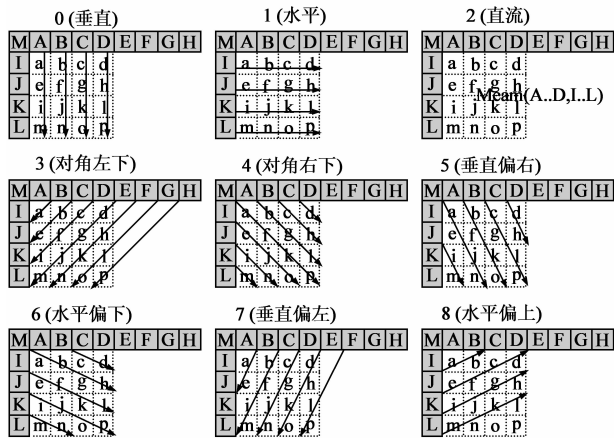 0 (垂直)
M A B C D E F G H
I a b c d
J e f g h
K i j k l
L m n o p
1 (水平)
M A B C D E F G H
I a b c d
J e f g h
K i j k l
L m n o p
2 (直流)
M A B C D E F G H
I a b c d
J e f g h
K i j k l
L m n o p
Meam(A..D,I..L)
3 (对角左下)
M A B C D E F G H
I a b c d
J e f g h
K i j k l
L m n o p
4 (对角右下)
M A B C D E F G H
I a b c d
J e f g h
K i j k l
L m n o p
5 (垂直偏右)
M A B C D E F G H
I a b c d
J e f g h
K i j k l
L m n o p
6 (水平偏下)
M A B C D E F G H
I a b c d
J e f g h
K i j k l
L m n o p
7 (垂直偏左)
M A B C D E F G H
I a b c d
J e f g h
K i j k l
L m n o p
8 (水平偏上)
M A B C D E F G H
I a b c d
J e f g h
K i j k l
L m n o p